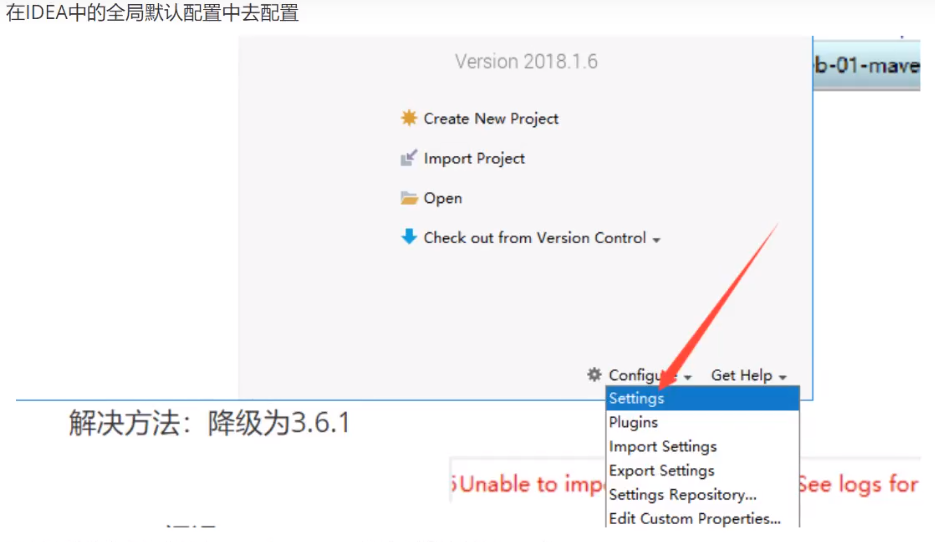 在IDEA中的全局默认配置中去配置
Version 2018.1.6
b-01-mave
Create New Project
Import Project
Open
Check out from Version Control
Configure Get Help
Settings
解决方法：降级为3.6.1
Plugins
Import Settings
Export Settings
Unable to imp See logs for
Settings Repository...
Edit Custom Properties...